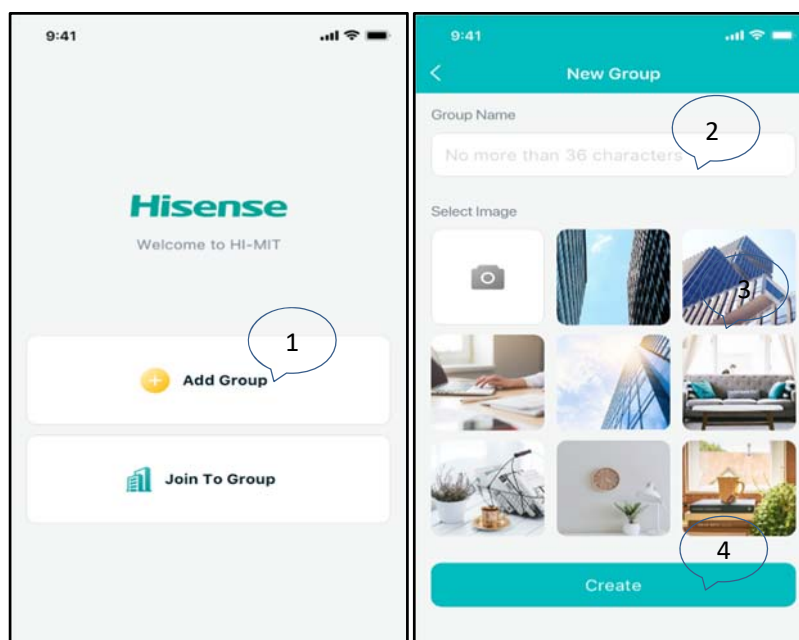 9:41
Hisense
Welcome to HI-MIT
1
Add Group
Join To Group
9:41
New Group
Group Name
2
No more than 36 characters
Select Image
3
4
Create